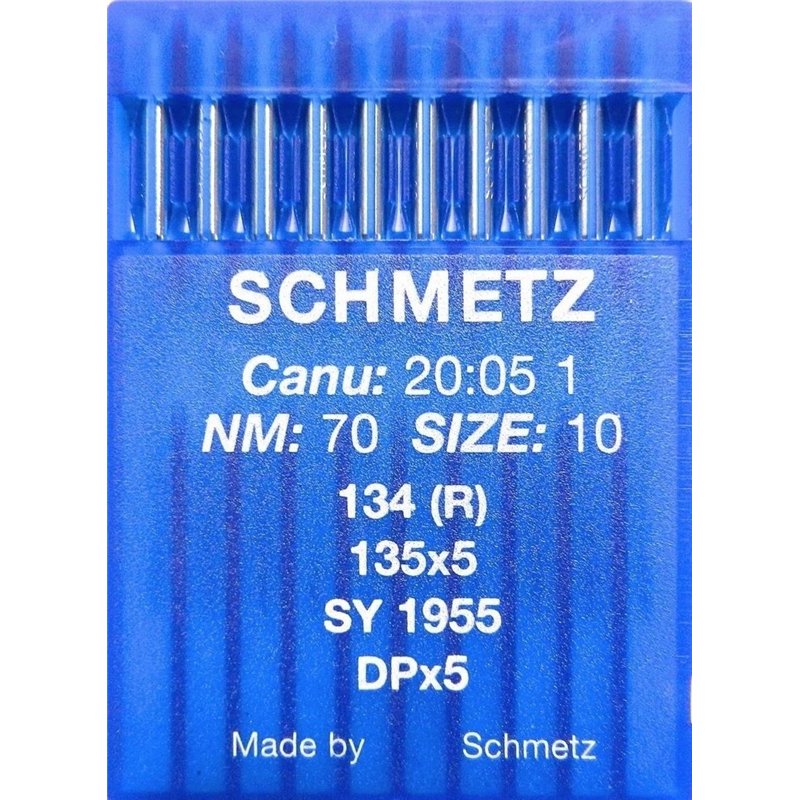 SCHMETZ
Canu: 20:05 1
NM: 70 SIZE: 10
134 (R)
135x5
SY 1955
DPx5
Made by Schmetz